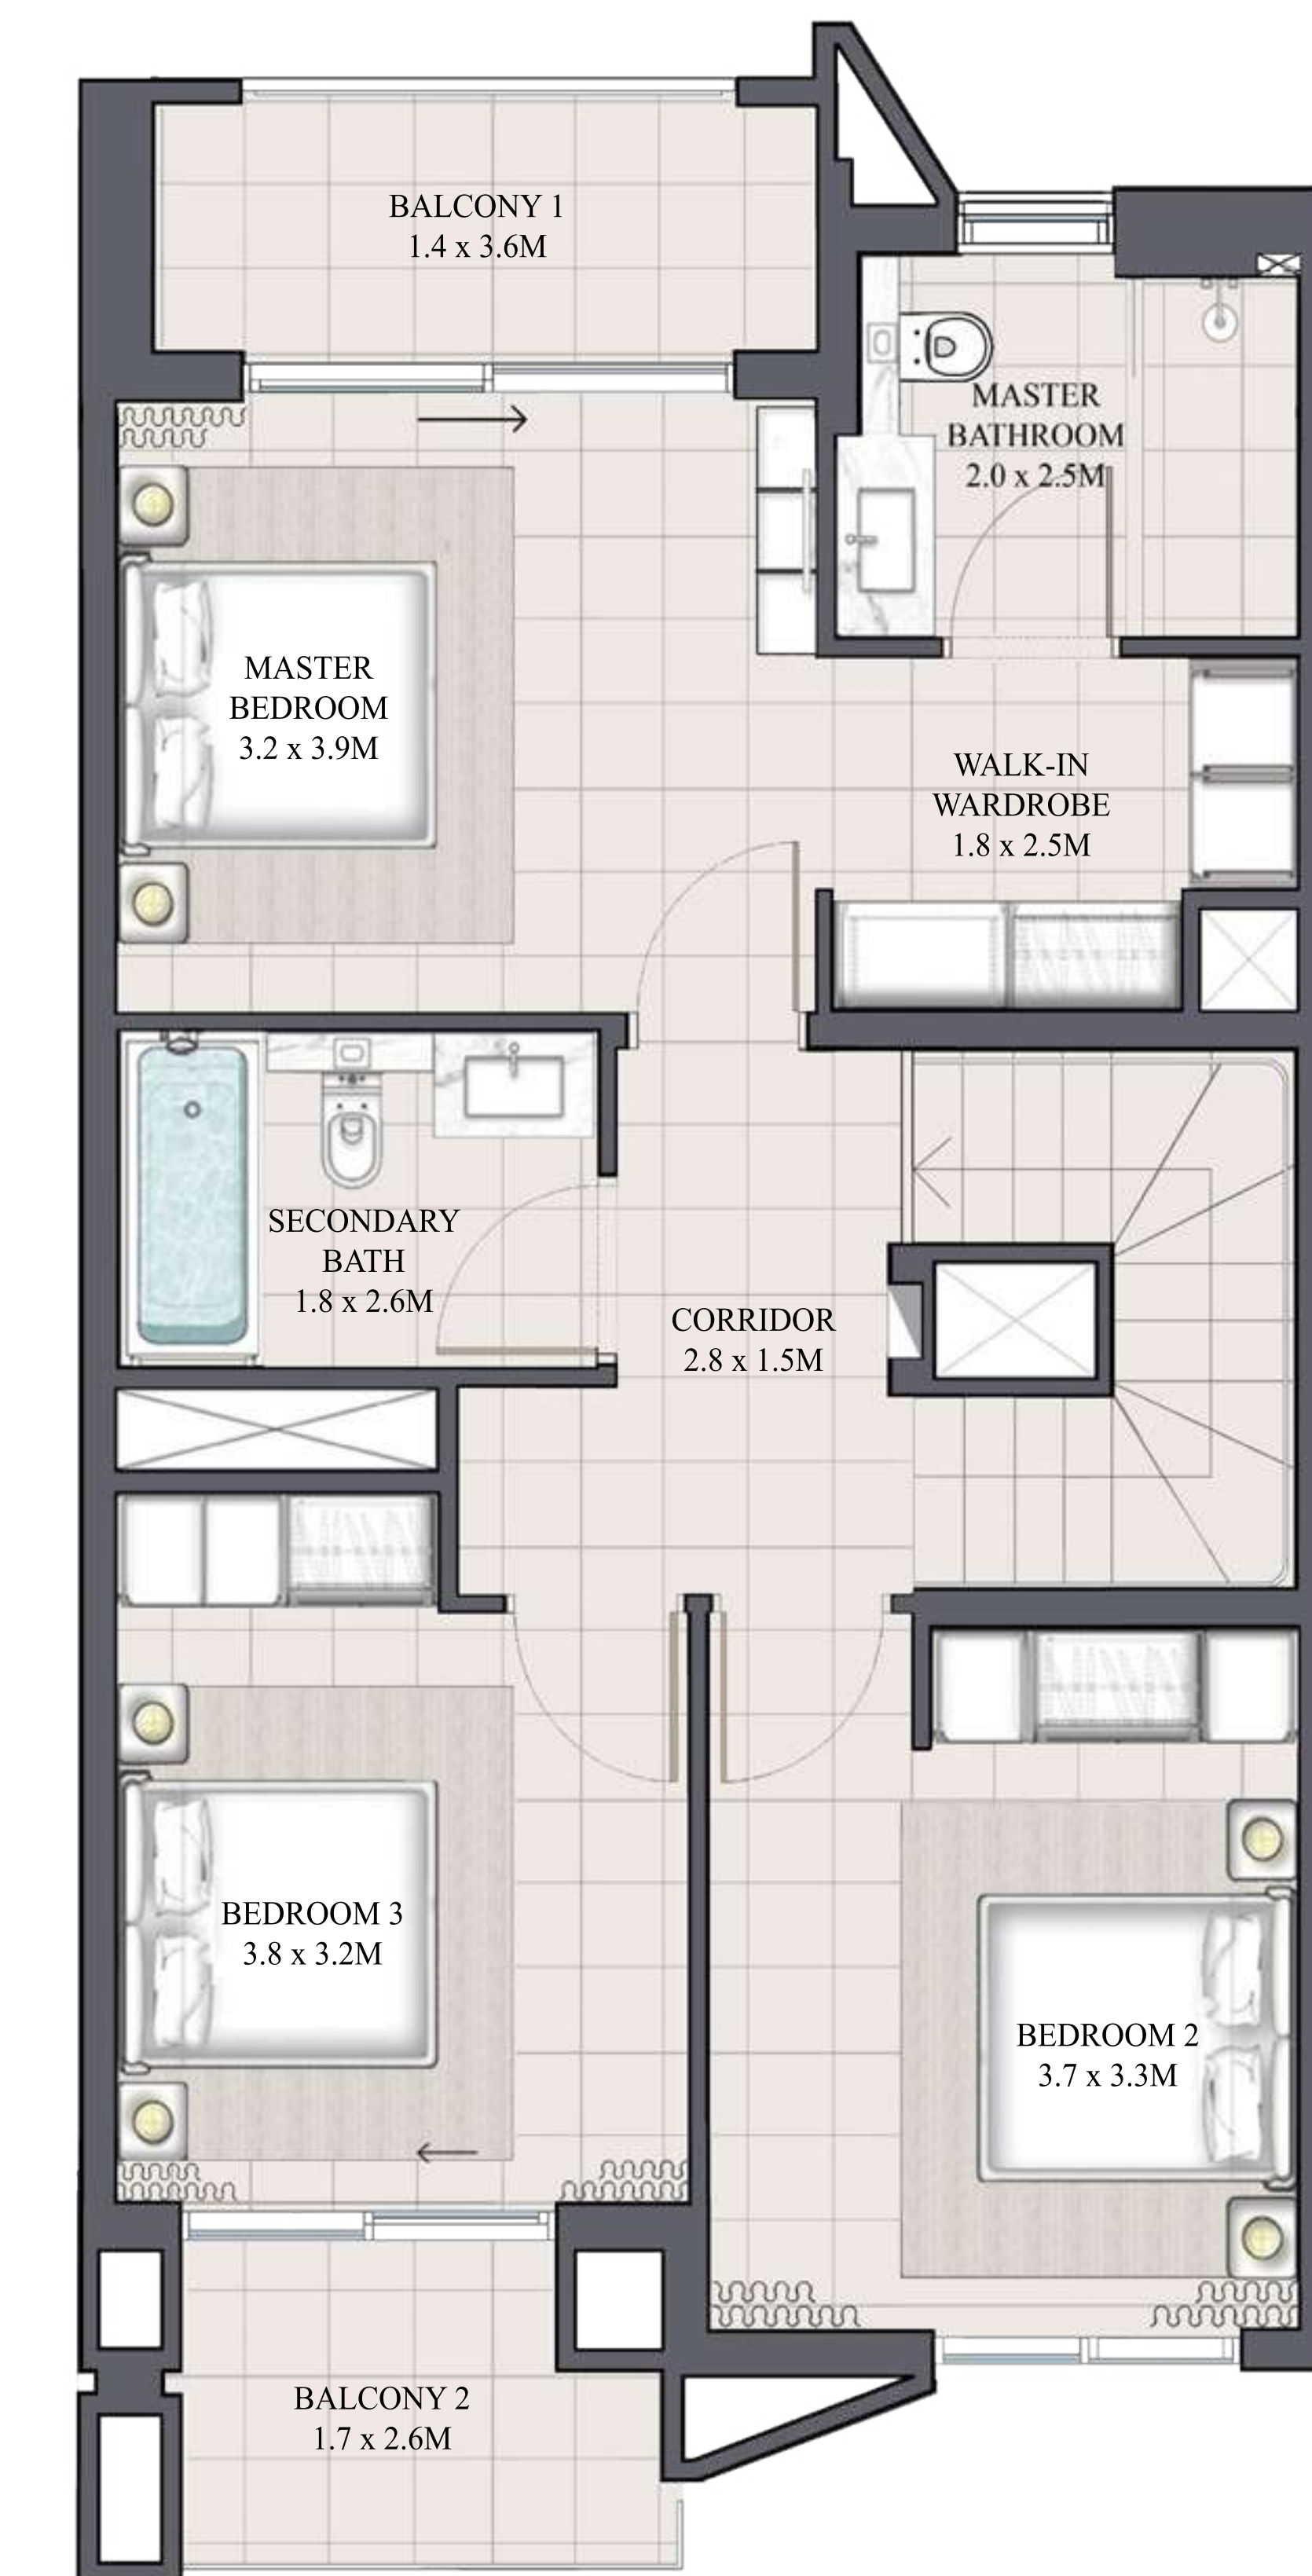 BALCONY 1
1.4 x 3.6M
MASTER
BATHROOM
2.0 x 2.5M
MASTER
BEDROOM
3.2 x 3.9M
WALK-IN
WARDROBE
1.8 x 2.5M
SECONDARY
BATH
1.8 x 2.6M
CORRIDOR
2.8 x 1.5M
BEDROOM 3
3.8 x 3.2M
BEDROOM 2
3.7 x 3.3M
BALCONY 2
1.7 x 2.6M